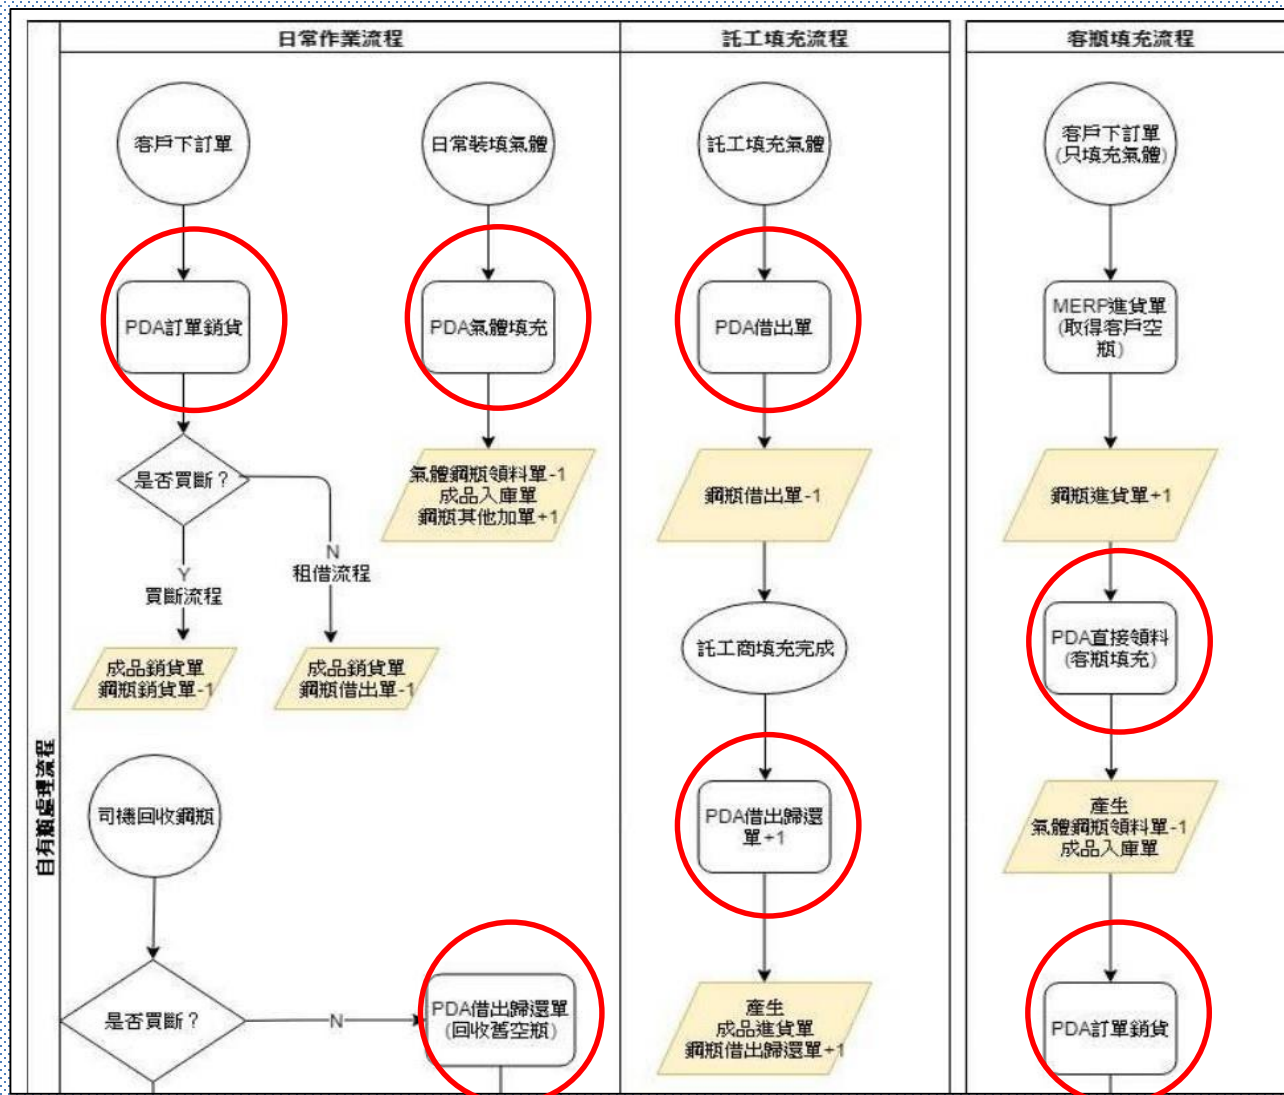 日常作業流程
託工填充流程
客瓶填充流程
自有瓶處理流程
客戶下訂單
PDA訂單銷貨
是否買斷？
Y
買斷流程
N
租借流程
成品銷貨單
鋼瓶銷貨單-1
成品銷貨單
鋼瓶借出單-1
日常裝填氣體
PDA氣體填充
氣體鋼瓶領料單-1
成品入庫單
鋼瓶其他加單+1
司機回收鋼瓶
是否買斷？
N
PDA借出歸還單
(回收舊空瓶)
託工填充氣體
PDA借出單
鋼瓶借出單-1
託工商填充完成
PDA借出歸還
單+1
產生
成品進貨單
鋼瓶借出歸還單+1
客戶下訂單
(只填充氣體)
MERP進貨單
(取得客戶空
瓶)
鋼瓶進貨單+1
PDA直接領料
(客瓶填充)
產生
氣體鋼瓶領料單-1
成品入庫單
PDA訂單銷貨